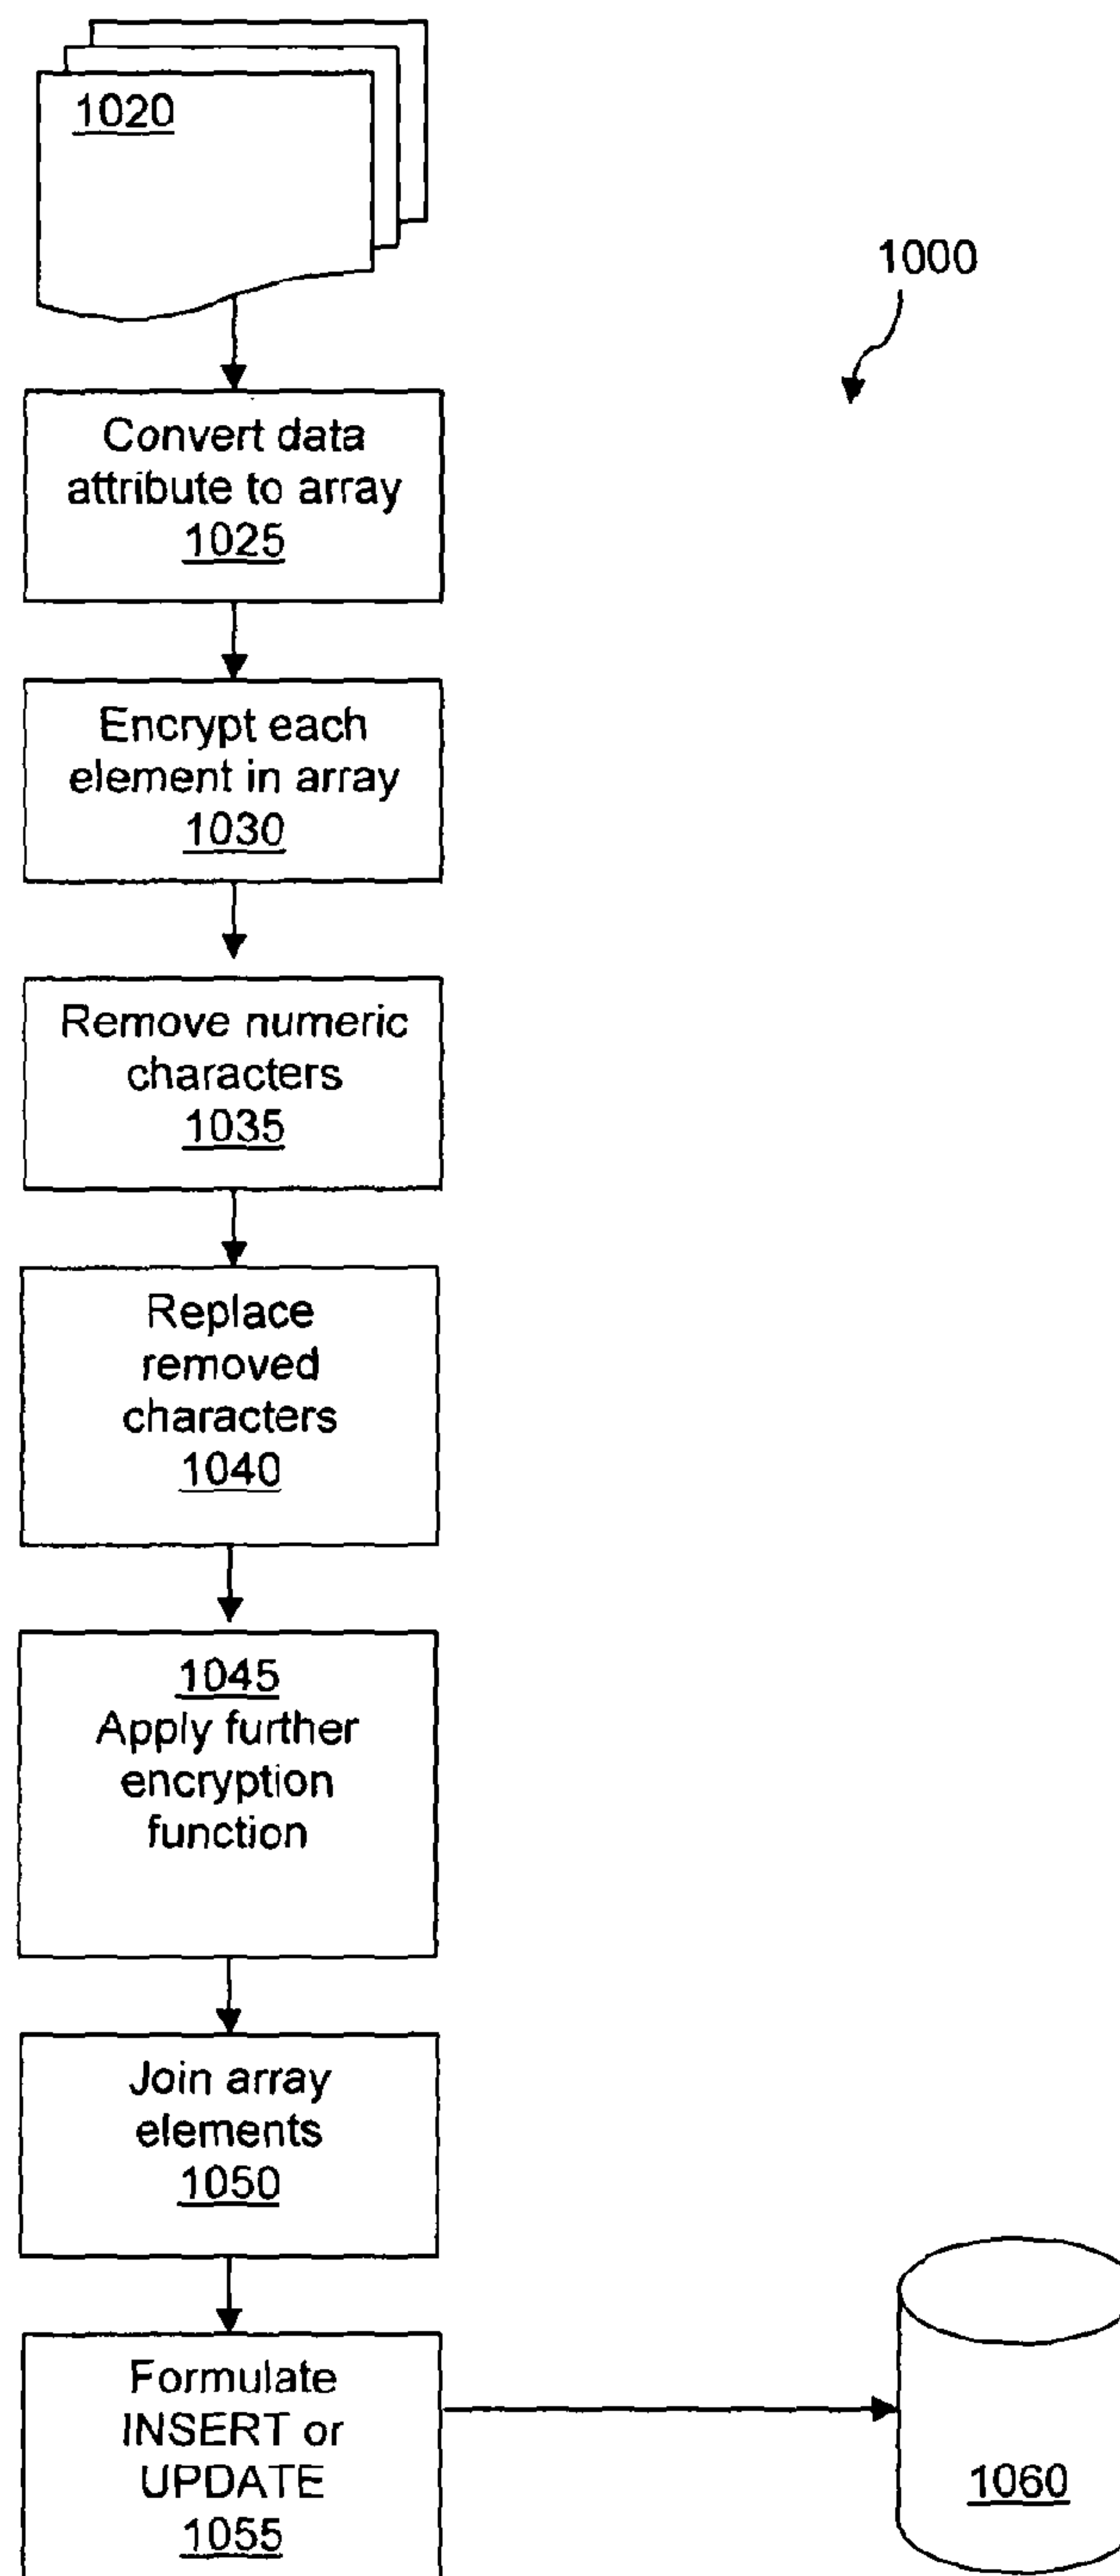 1020
1000
Convert data
attribute to array
1025
Encrypt each
element in array
1030
Remove numeric
characters
1035
Replace
removed
characters
1040
1045
Apply further
encryption
function
Join array
elements
1050
Formulate
INSERT or
UPDATE
1055
1060